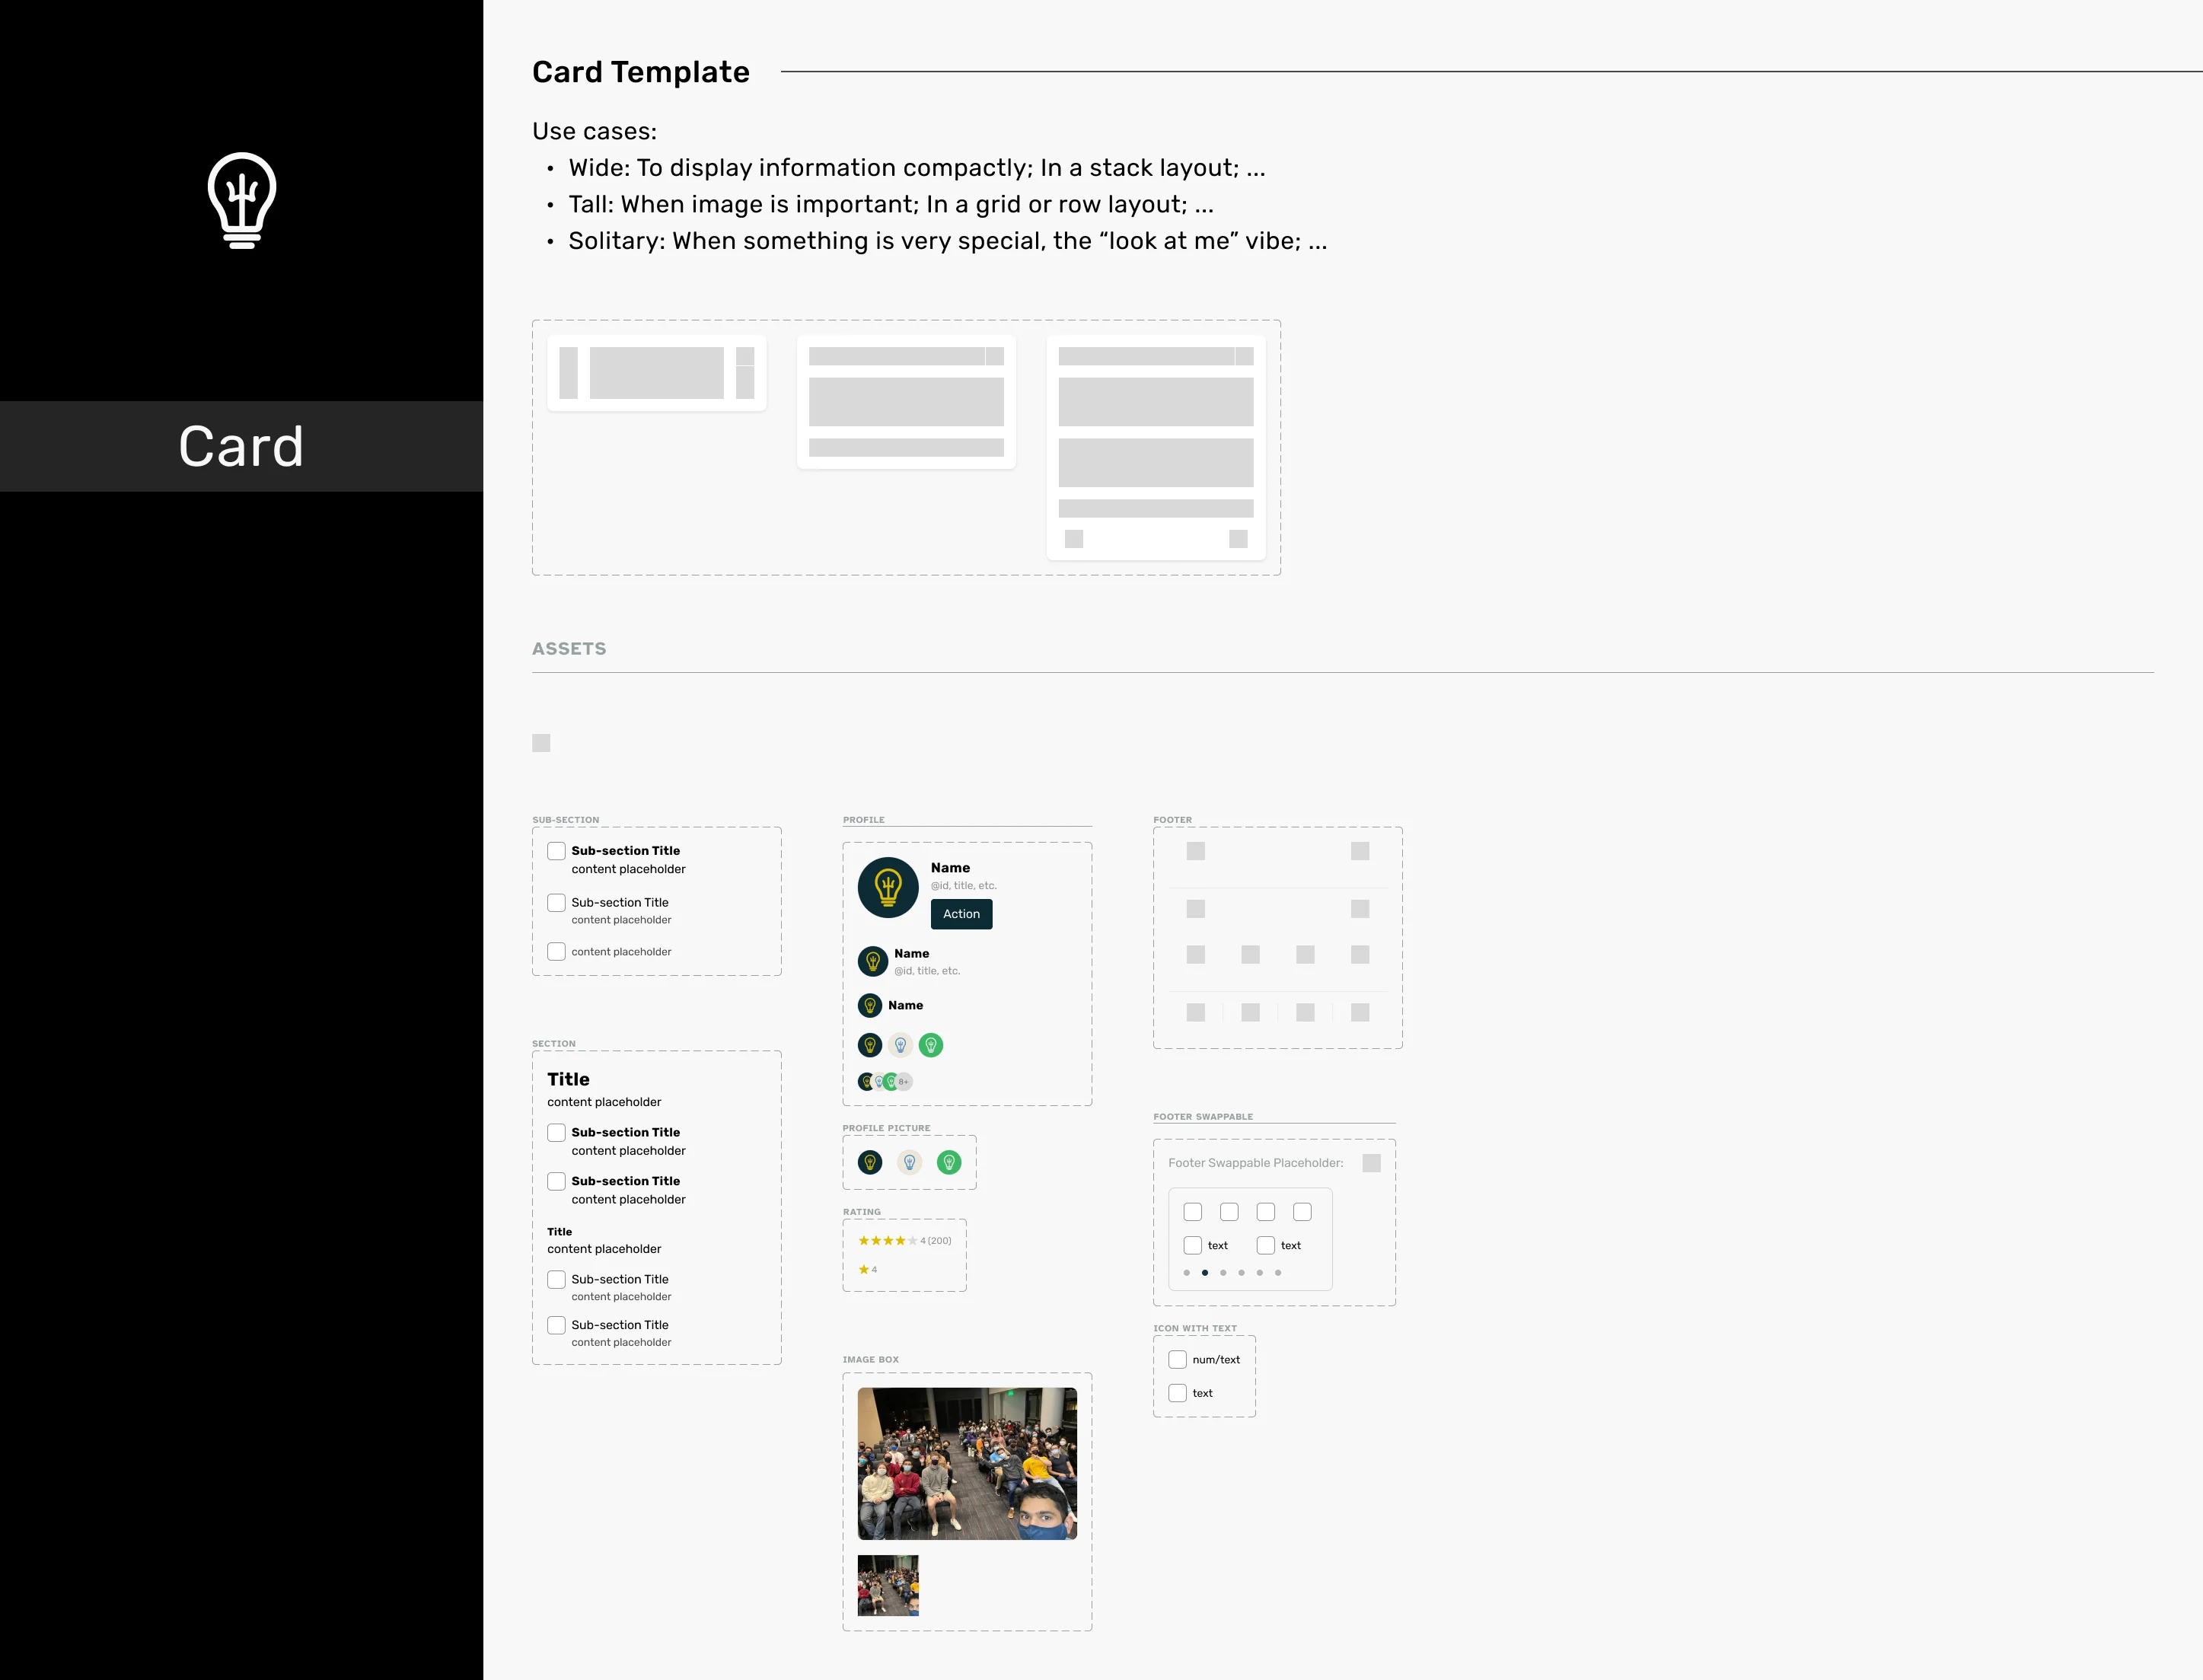 Card
Card Template
Use cases:
• Wide: To display information compactly; In a stack layout; ...
• Tall: When image is important; In a grid or row layout; ...
• Solitary: When something is very special, the “look at me” vibe; ...
ASSETS
SUB-SECTION
Sub-section Title
content placeholder
Sub-section Title
content placeholder
content placeholder
SECTION
Title
content placeholder
Sub-section Title
content placeholder
Sub-section Title
content placeholder
Title
content placeholder
Sub-section Title
content placeholder
Sub-section Title
content placeholder
PROFILE
Name
@id, title, etc.
Action
Name
@id, title, etc.
Name
8+
PROFILE PICTURE
RATING
4 (200)
4
IMAGE BOX
FOOTER
FOOTER SWAPPABLE
Footer Swappable Placeholder:
text text
ICON WITH TEXT
num/text
text